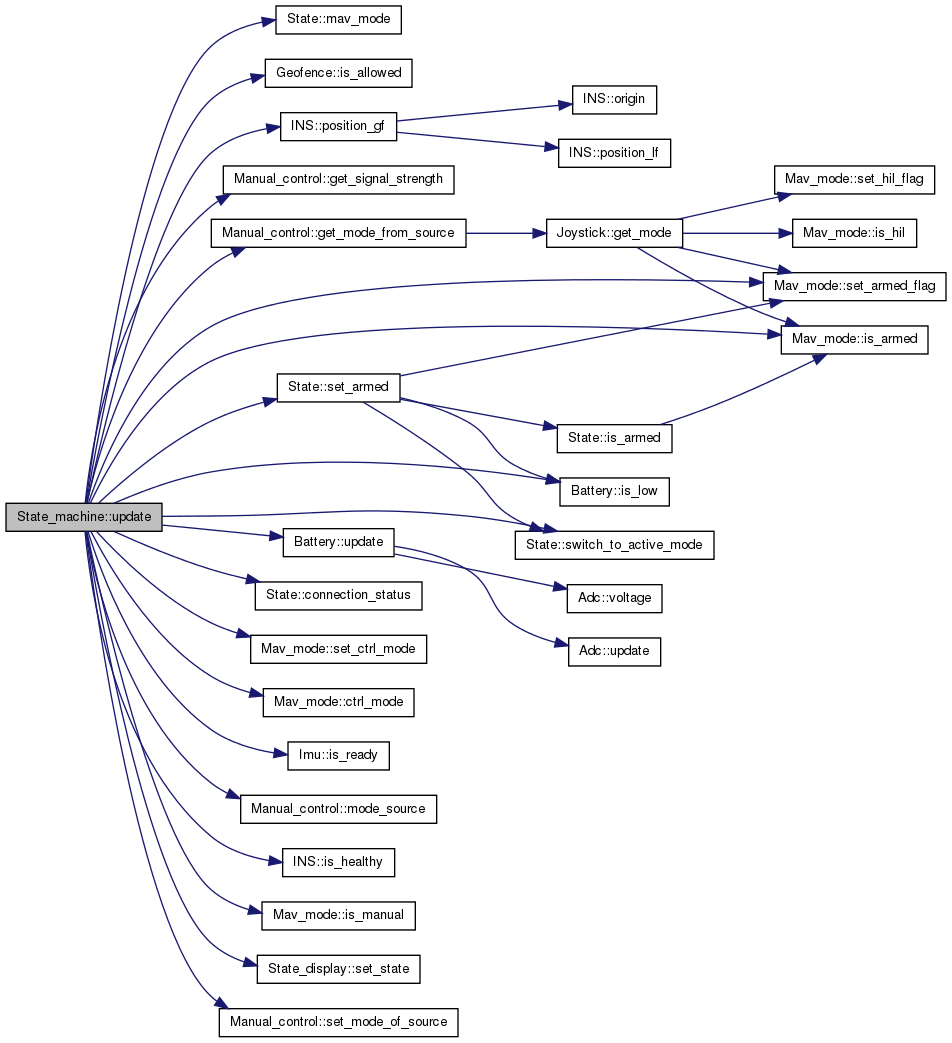 State::mav_mode
Geofence::is_allowed
INS::origin
INS::position_gf
INS::position_lf
Manual_control::get_signal_strength
Mav_mode::set_hil_flag
Manual_control::get_mode_from_source
Joystick::get_mode
Mav_mode::is_hil
Mav_mode::set_armed_flag
Mav_mode::is_armed
State::set_armed
State::is_armed
Battery::is_low
State_machine::update
Battery::update
State::switch_to_active_mode
State::connection_status
Adc::voltage
Mav_mode::set_ctrl_mode
Adc::update
Mav_mode::ctrl_mode
Imu::is_ready
Manual_control::mode_source
INS::is_healthy
Mav_mode::is_manual
State_display::set_state
Manual_control::set_mode_of_source